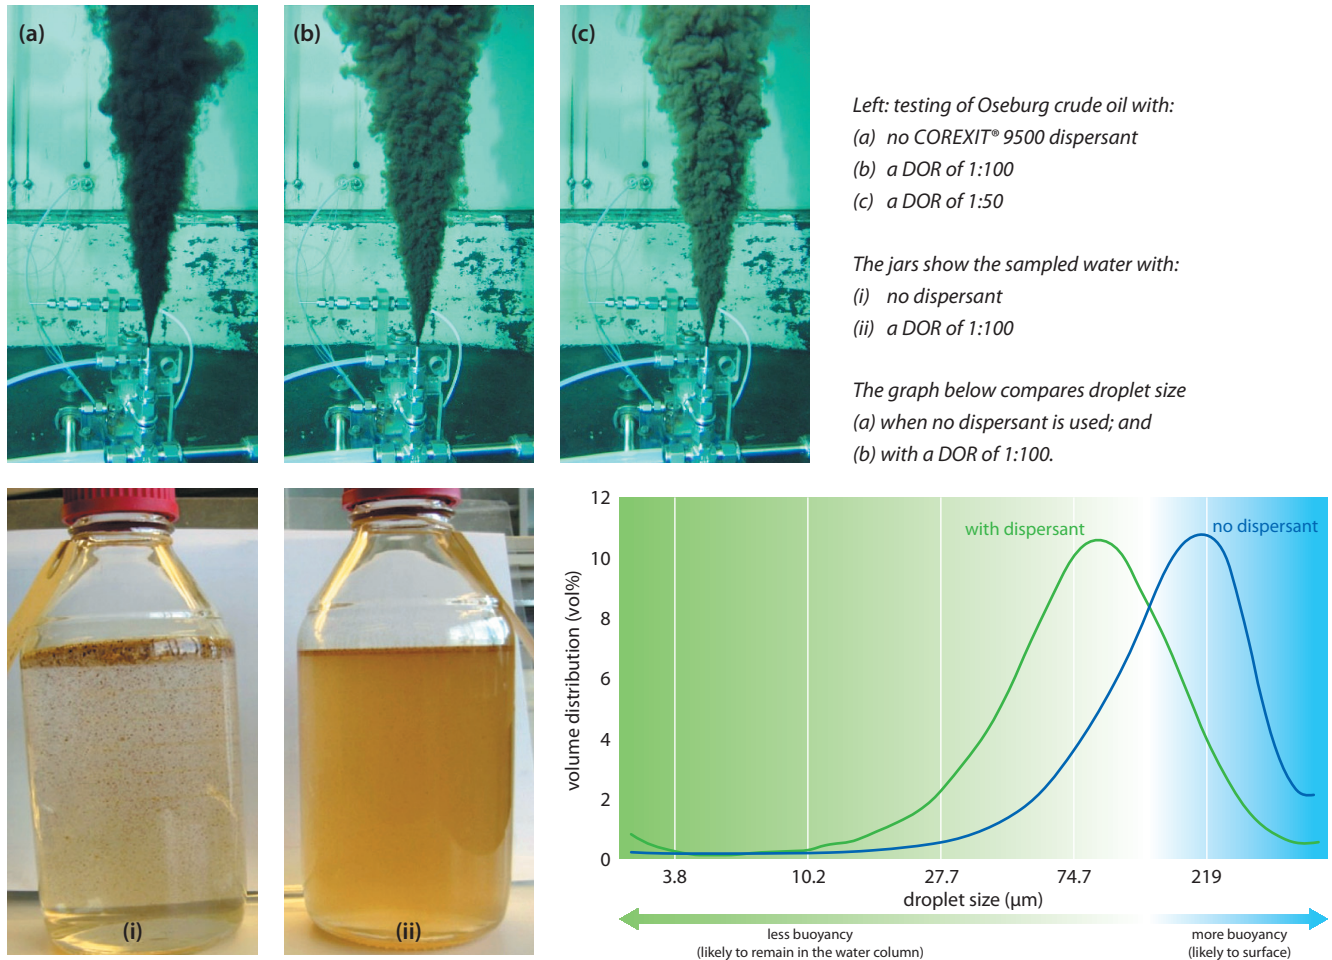 (a)
(b)
(c)
Left: testing of Oseburg crude oil with:
(a) no COREXIT® 9500 dispersant
(b) a DOR of 1:100
(c) a DOR of 1:50
The jars show the sampled water with:
(i) no dispersant
(ii) a DOR of 1:100
The graph below compares droplet size
(a) when no dispersant is used; and
(b) with a DOR of 1:100.
(i)
(ii)
12
10
8
6
4
2
0
volume distribution (vol%)
with dispersant
no dispersant
3.8
10.2
27.7
74.7
219
droplet size (µm)
less buoyancy
(likely to remain in the water column)
more buoyancy
(likely to surface)